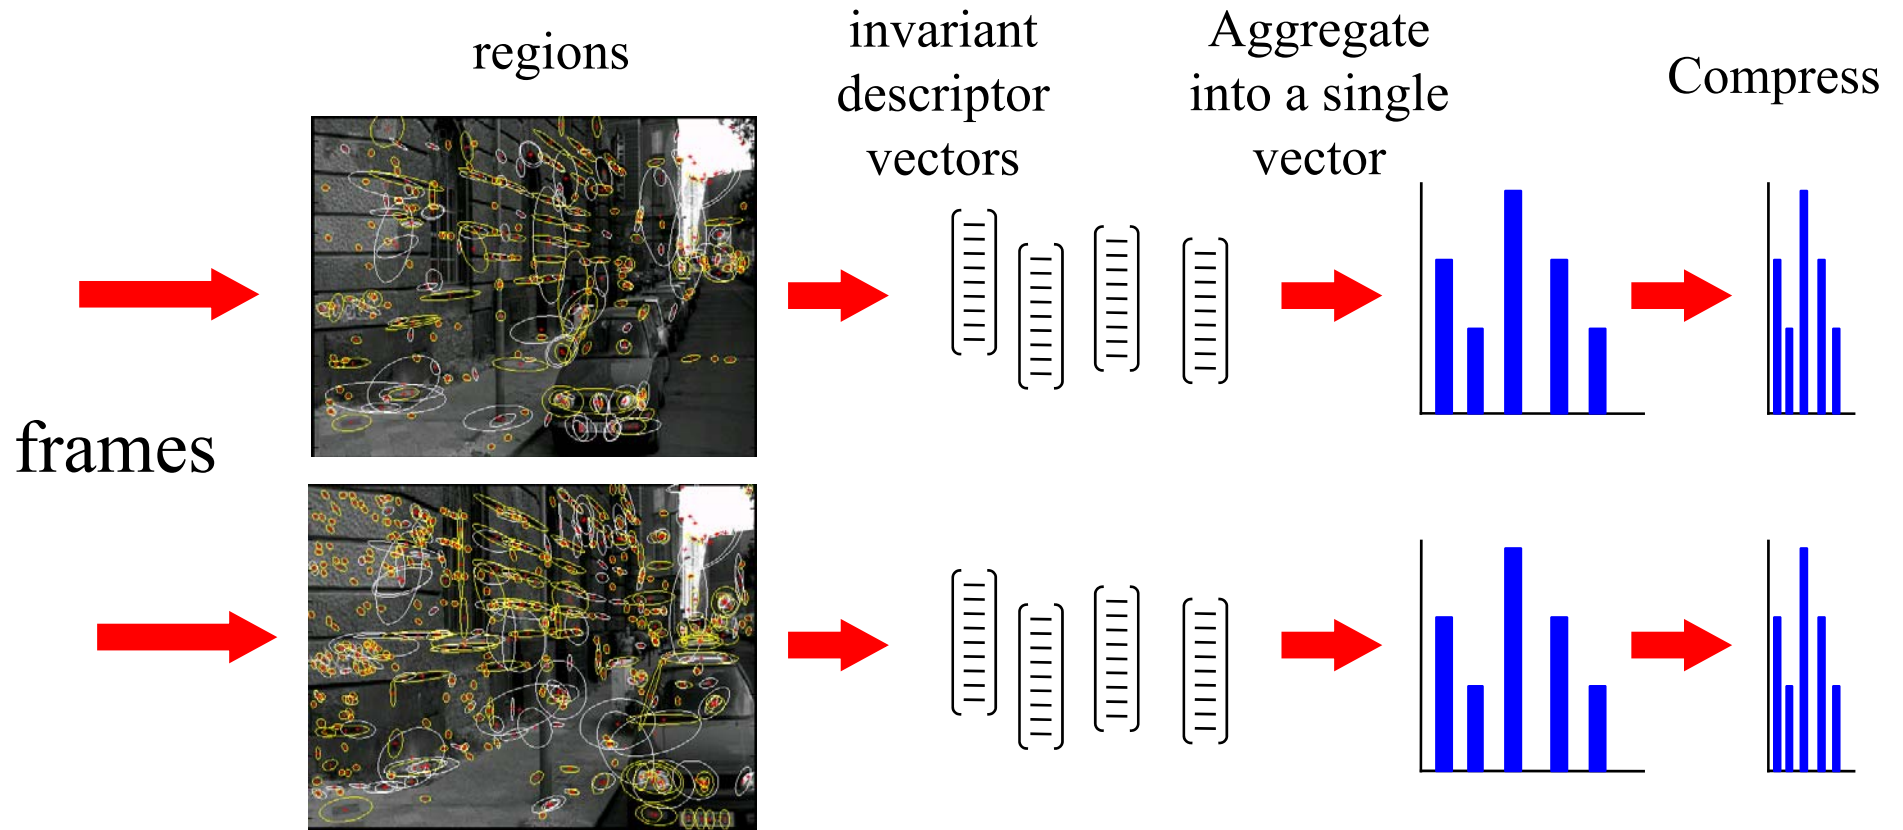 regions
invariant
descriptor
vectors
Aggregate
into a single
vector
Compress
frames